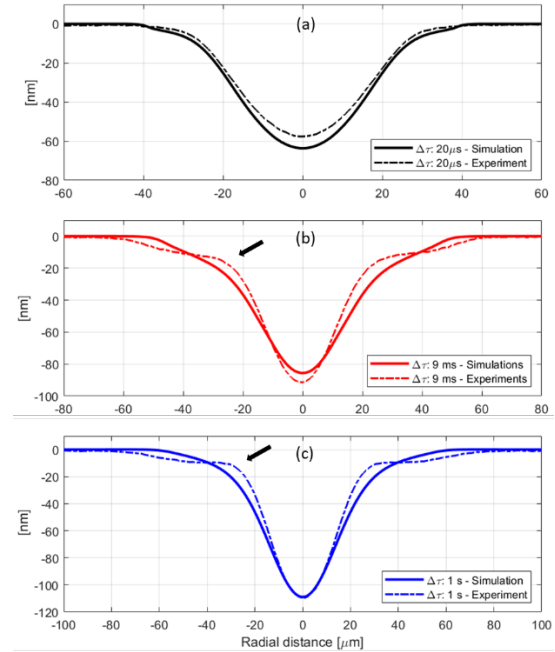 (a)
0
-20
-40
-60
-80
[nm]
-60 -40 -20 0 20 40 60
Δτ: 20μs - Simulation
Δτ: 20μs - Experiment
(b)
0
-20
-40
-60
-80
-100
[nm]
-80 -60 -40 -20 0 20 40 60 80
Δτ: 9 ms - Simulations
Δτ: 9 ms - Experiments
(c)
0
-20
-40
-60
-80
-100
-120
[nm]
-100 -80 -60 -40 -20 0 20 40 60 80 100
Δτ: 1 s - Simulation
Δτ: 1 s - Experiment
Radial distance [μm]